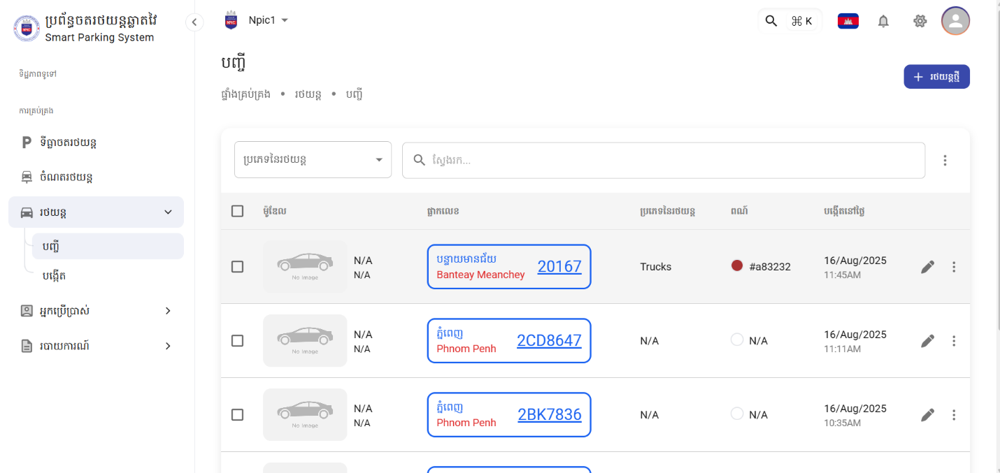 ប្រព័ន្ធចតរថយន្តឆ្លាតវៃ
Smart Parking System
Npic1
⌘ K
ទិដ្ឋភាពទូទៅ
ការគ្រប់គ្រង
ទីធ្លាចតរថយន្ត
ចំណតរថយន្ត
រថយន្ត
បញ្ជី
បង្កើត
អ្នកប្រើប្រាស់
របាយការណ៍
បញ្ជី
ផ្ទាំងគ្រប់គ្រង • រថយន្ត • បញ្ជី
រថយន្តថ្មី
ប្រភេទនៃរថយន្ត
ស្វែងរក...
ម៉ូឌែល ផ្លាកលេខ ប្រភេទនៃរថយន្ត ពណ៍ បង្កើតនៅថ្ងៃ
No Image
N/A
N/A
បន្ទាយមានជ័យ
Banteay Meanchey
20167
Trucks
#a83232
16/Aug/2025
11:45AM
No Image
N/A
N/A
ភ្នំពេញ
Phnom Penh
2CD8647
N/A
N/A
16/Aug/2025
11:11AM
No Image
N/A
N/A
ភ្នំពេញ
Phnom Penh
2BK7836
N/A
N/A
16/Aug/2025
10:35AM